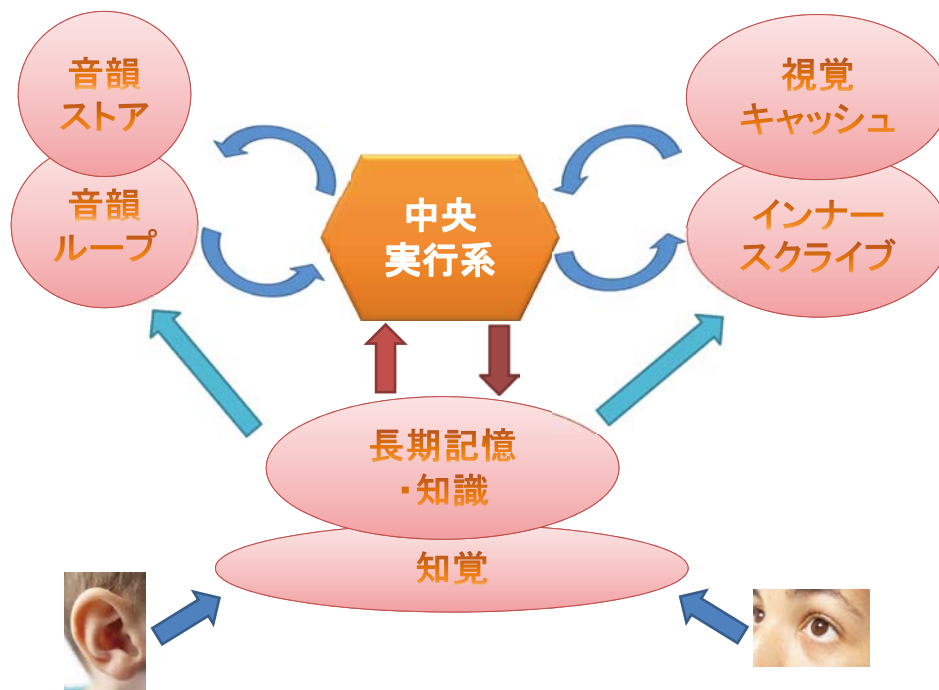 音韻
ストア
音韻
ループ
中央
実行系
視覚
キャッシュ
インナー
スクライブ
長期記憶
・知識
知覚